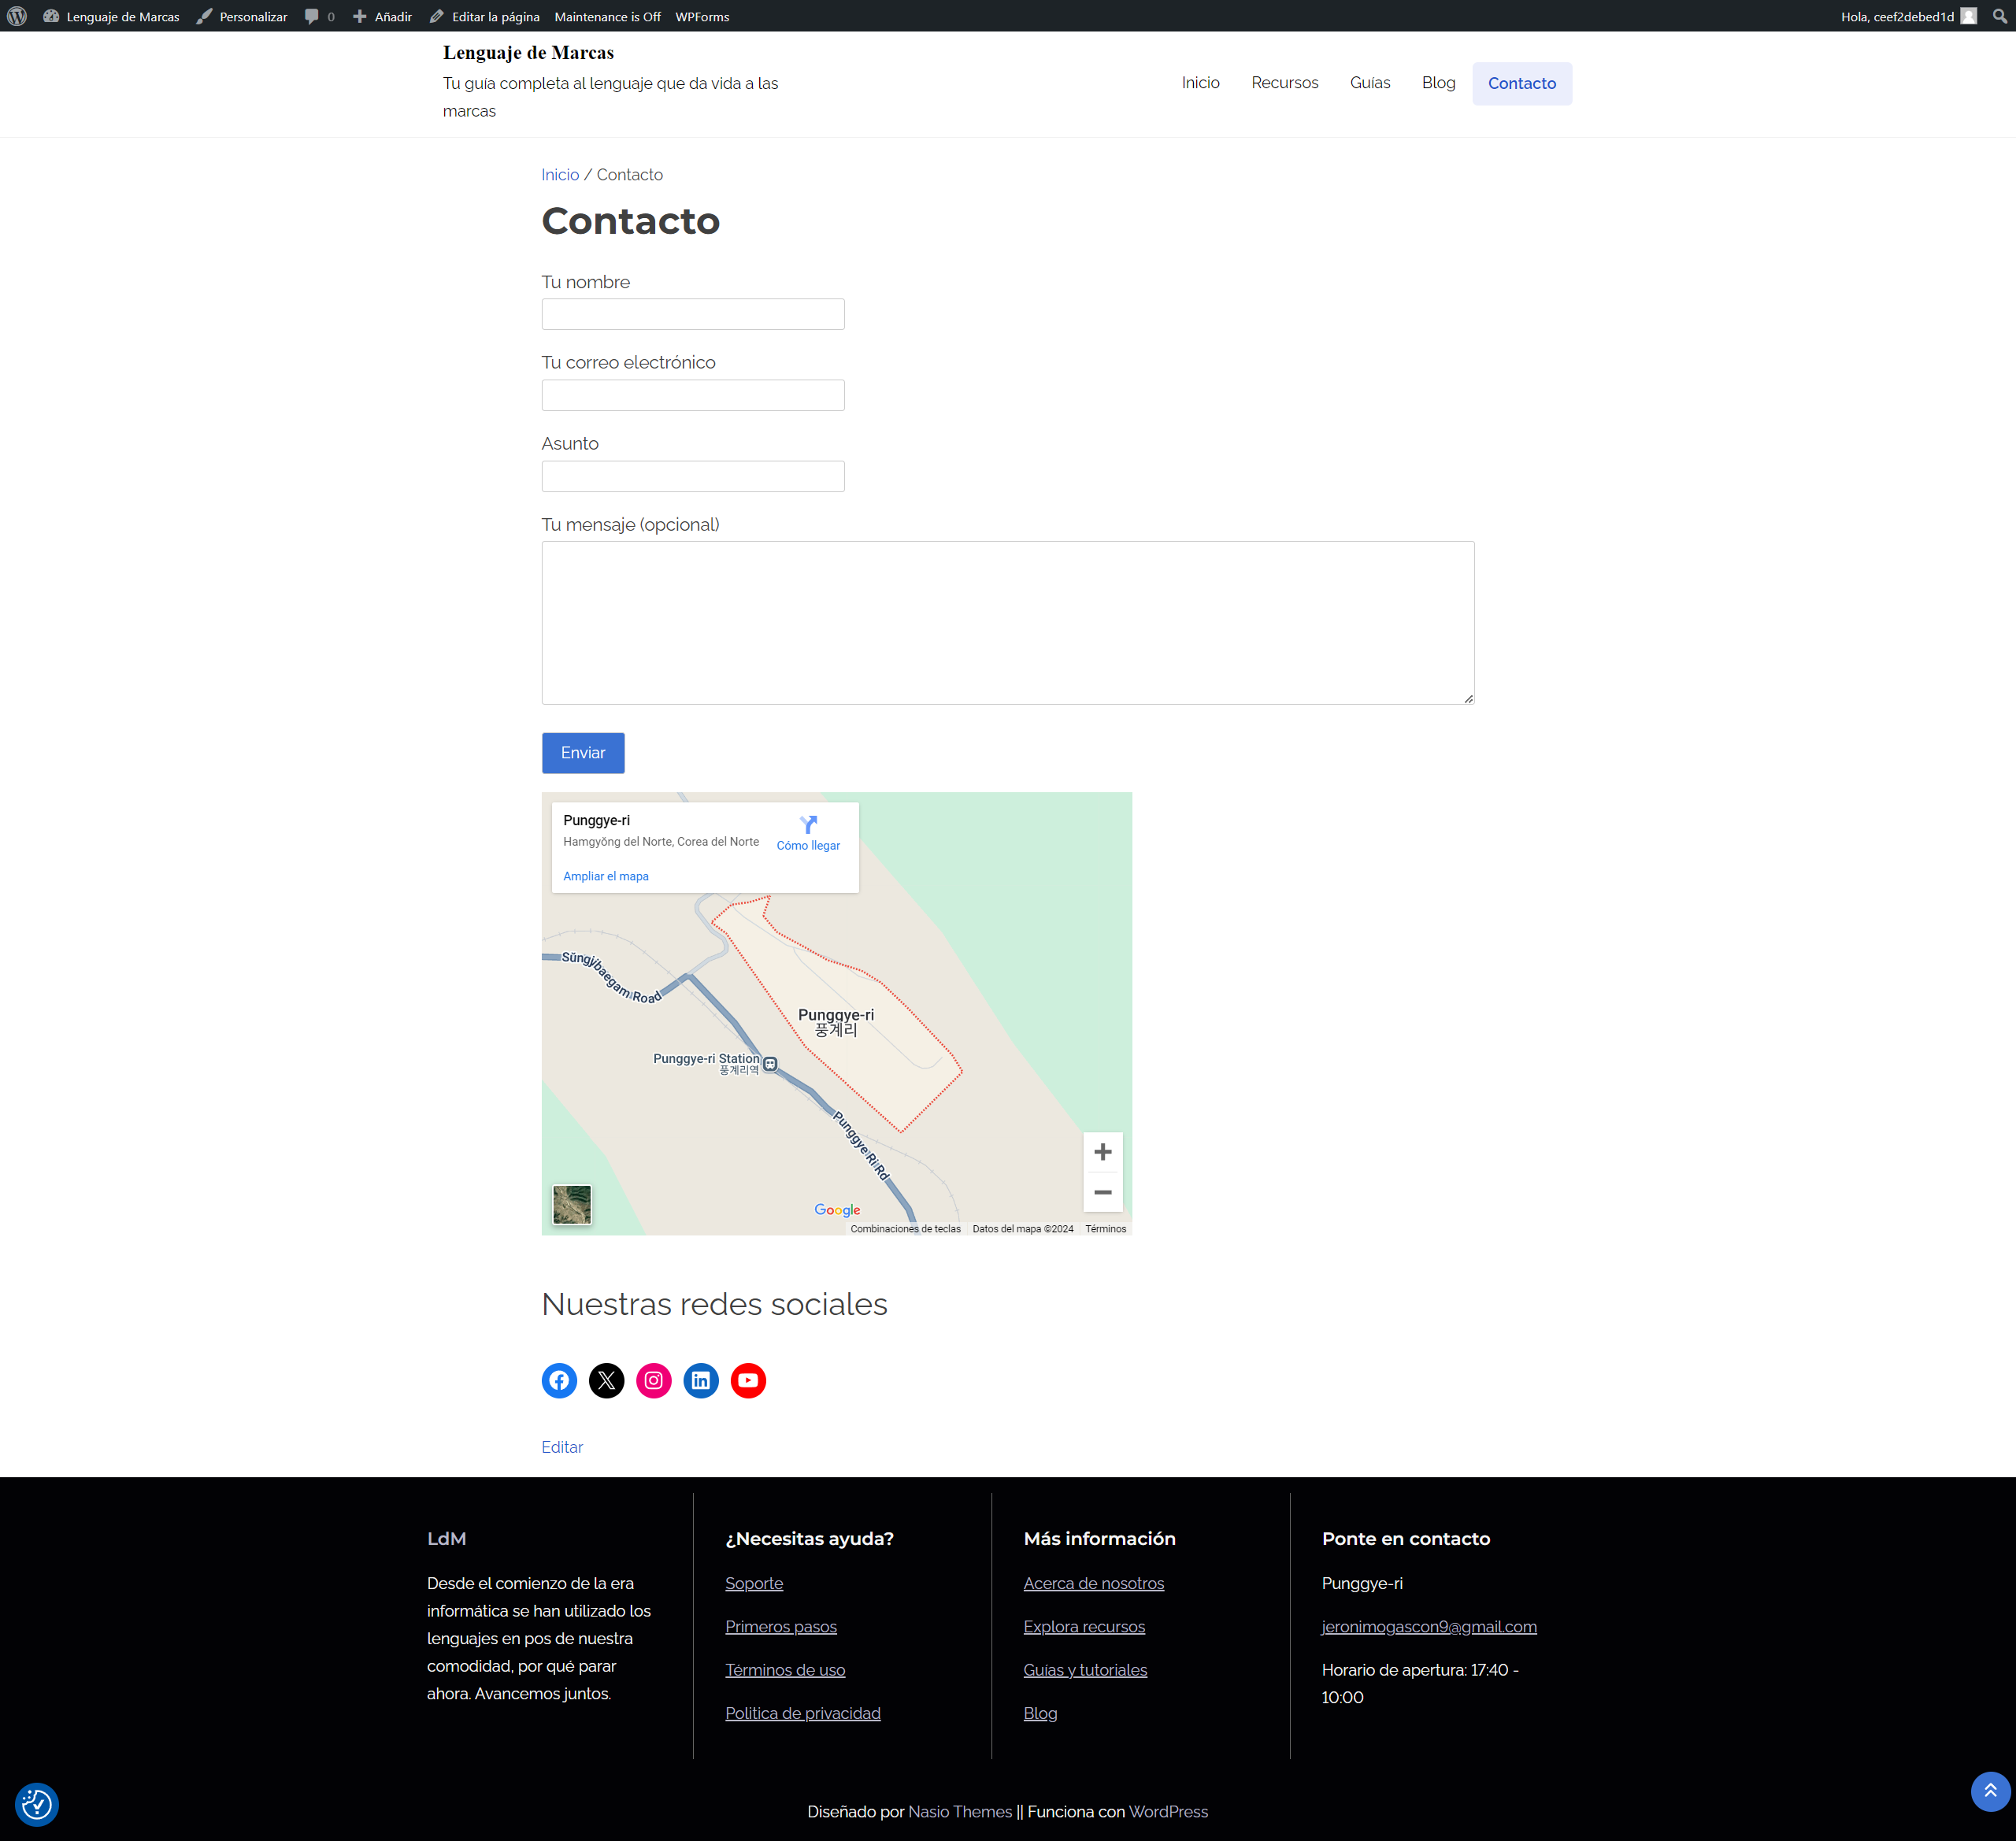 Lenguaje de Marcas
Personalizar
0
Añadir
Editar la página
Maintenance is Off
WPForms
Hola, ceef2debed1d
Lenguaje de Marcas
Tu guía completa al lenguaje que da vida a las
marcas
Inicio
Recursos
Guías
Blog
Contacto
Inicio / Contacto
Contacto
Tu nombre
Tu correo electrónico
Asunto
Tu mensaje (opcional)
Enviar
Punggye-ri
Hamgyŏng del Norte, Corea del Norte
Cómo llegar
Ampliar el mapa
Sŭngjibaegam Road
Punggye-ri
풍계리
Punggye-ri Station
풍계리역
Punggye Ri Rd
Google
Combinaciones de teclas
Datos del mapa ©2024
Términos
Nuestras redes sociales
Editar
LdM
Desde el comienzo de la era
informática se han utilizado los
lenguajes en pos de nuestra
comodidad, por qué parar
ahora. Avancemos juntos.
¿Necesitas ayuda?
Soporte
Primeros pasos
Términos de uso
Politica de privacidad
Más información
Acerca de nosotros
Explora recursos
Guías y tutoriales
Blog
Ponte en contacto
Punggye-ri
jeronimogascon9@gmail.com
Horario de apertura: 17:40 -
10:00
Diseñado por Nasio Themes || Funciona con WordPress